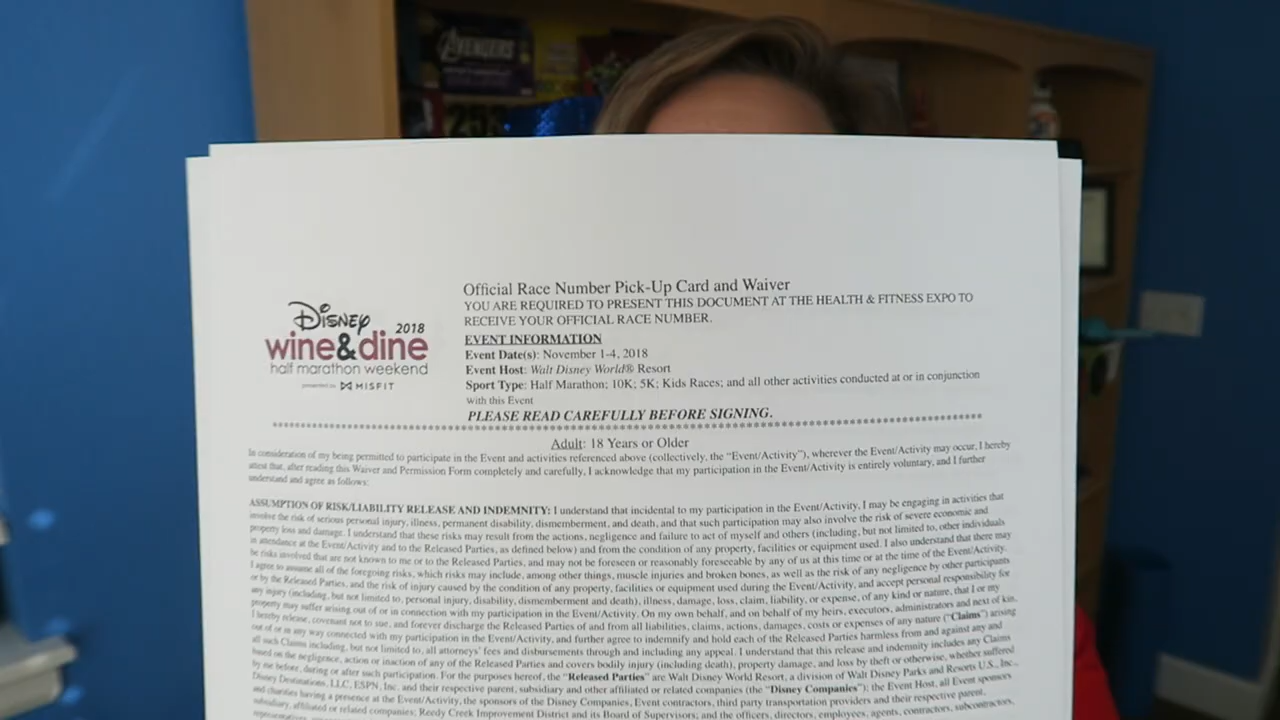 AVENGERS
Official Race Number Pick-Up Card and Waiver
YOU ARE REQUIRED TO PRESENT THIS DOCUMENT AT THE HEALTH & FITNESS EXPO TO
RECEIVE YOUR OFFICIAL RACE NUMBER.
Disney 2018
wine&dine
half marathon weekend
presented by MISFIT
EVENT INFORMATION
Event Date(s): November 1-4, 2018
Event Host: Walt Disney World® Resort
Sport Type: Half Marathon; 10K; 5K; Kids Races; and all other activities conducted at or in conjunction
with this Event
PLEASE READ CAREFULLY BEFORE SIGNING.
Adult: 18 Years or Older
In consideration of my being permitted to participate in the Event and activities referenced above (collectively, the "Event/Activity"), wherever the Event/Activity may occur, I hereby
attest that, after reading this Waiver and Permission Form completely and carefully, I acknowledge that my participation in the Event/Activity is entirely voluntary, and I further
understand and agree as follows:
ASSUMPTION OF RISK/LIABILITY RELEASE AND INDEMNITY: I understand that incidental to my participation in the Event/Activity, I may be engaging in activities that
involve the risk of serious personal injury, illness, permanent disability, dismemberment, and death, and that such participation may also involve the risk of severe economic and
property loss and damage. I understand that these risks may result from the actions, negligence and failure to act of myself and others (including, but not limited to, other individuals
in attendance at the Event/Activity and to the Released Parties, as defined below) and from the condition of any property, facilities or equipment used. I also understand that there may
be risks involved that are not known to me or to the Released Parties, and may not be foreseen or reasonably foreseeable by any of us at this time or at the time of the Event/Activity.
I agree to assume all of the foregoing risks, which risks may include, among other things, muscle injuries and broken bones, as well as the risk of any negligence by other participants
or by the Released Parties, and the risk of injury caused by the condition of any property, facilities or equipment used during the Event/Activity, and accept personal responsibility for
any injury (including, but not limited to, personal injury, disability, dismemberment and death), illness, damage, loss, claim, liability, or expense, of any kind or nature, that I or my
property may suffer arising out of or in connection with my participation in the Event/Activity. On my own behalf, and on behalf of my heirs, executors, administrators and next of kin,
I hereby release, covenant not to sue, and forever discharge the Released Parties of and from all liabilities, claims, actions, damages, costs or expenses of any nature ("Claims") arising
out of or in any way connected with my participation in the Event/Activity, and further agree to indemnify and hold each of the Released Parties harmless from and against any and
all such Claims including, but not limited to, all attorneys' fees and disbursements through and including any appeal. I understand that this release and indemnity includes any Claims
based on the negligence, action or inaction of any of the Released Parties and covers bodily injury (including death), property damage, and loss by theft or otherwise, whether suffered
by me before, during or after such participation. For the purposes hereof, the "Released Parties" are Walt Disney World Resort, a division of Walt Disney Parks and Resorts U.S., Inc.,
Disney Destinations, LLC, ESPN, Inc. and their respective parent, subsidiary and other affiliated or related companies (the "Disney Companies"); the Event Host, all Event sponsors
and charities having a presence at the Event/Activity, the sponsors of the Disney Companies, Event contractors, third party transportation providers and their respective parent,
subsidiary, affiliated or related companies; Reedy Creek Improvement District and its Board of Supervisors; and the officers, directors, employees, agents, contractors, subcontractors,